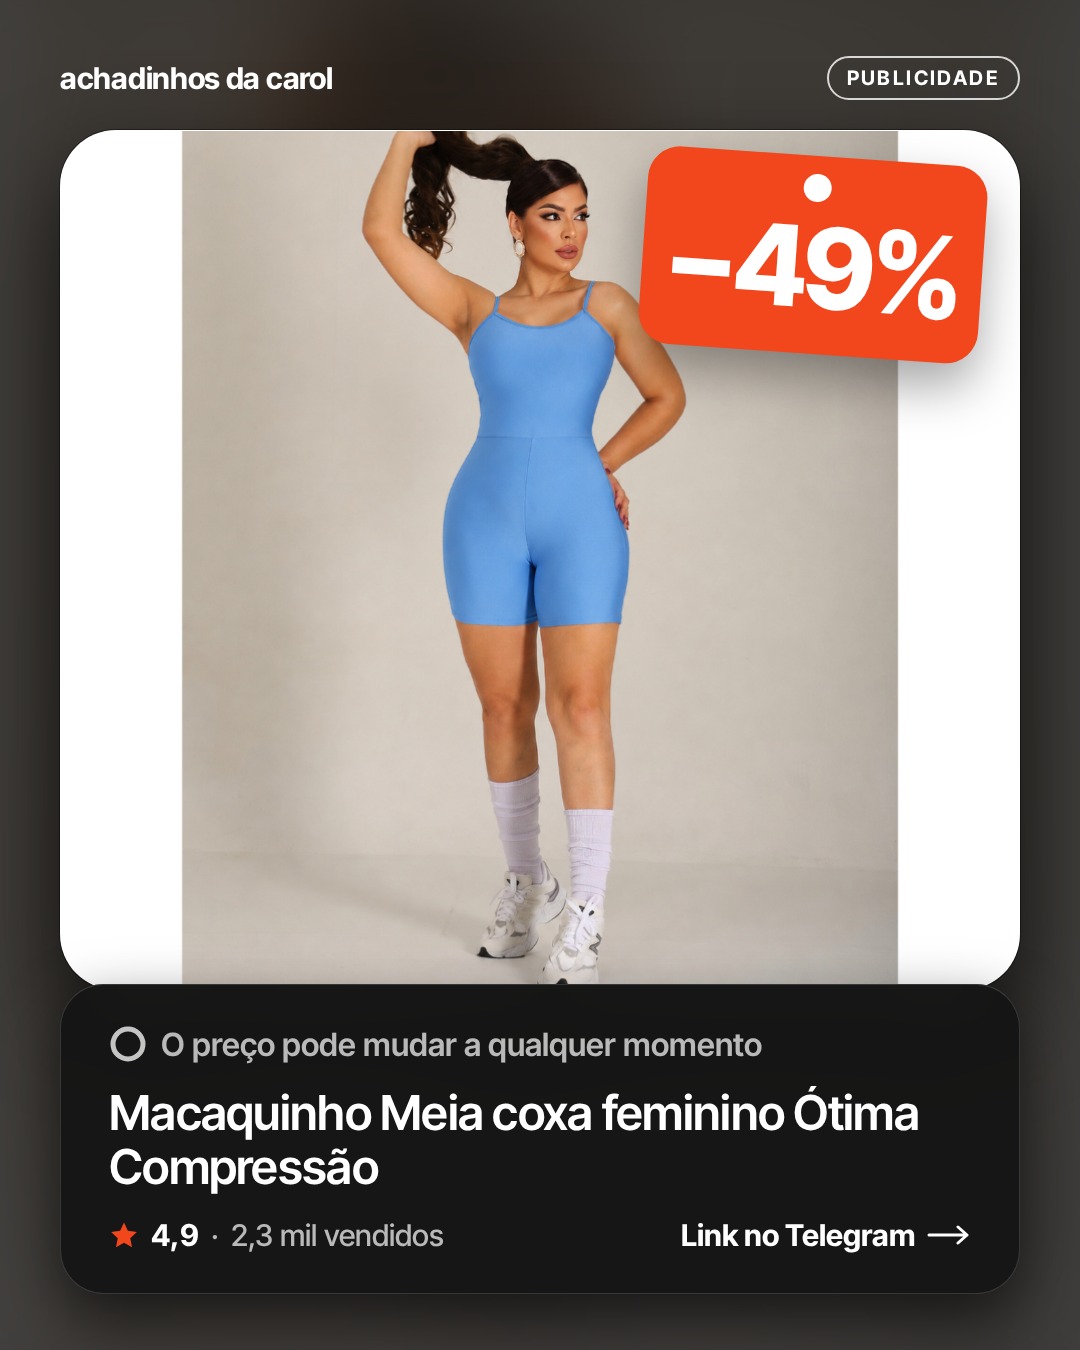 achadinhos da carol
PUBLICIDADE
–49%
O preço pode mudar a qualquer momento
Macaquinho Meia coxa feminino Ótima
Compressão
4,9 · 2,3 mil vendidos
Link no Telegram →